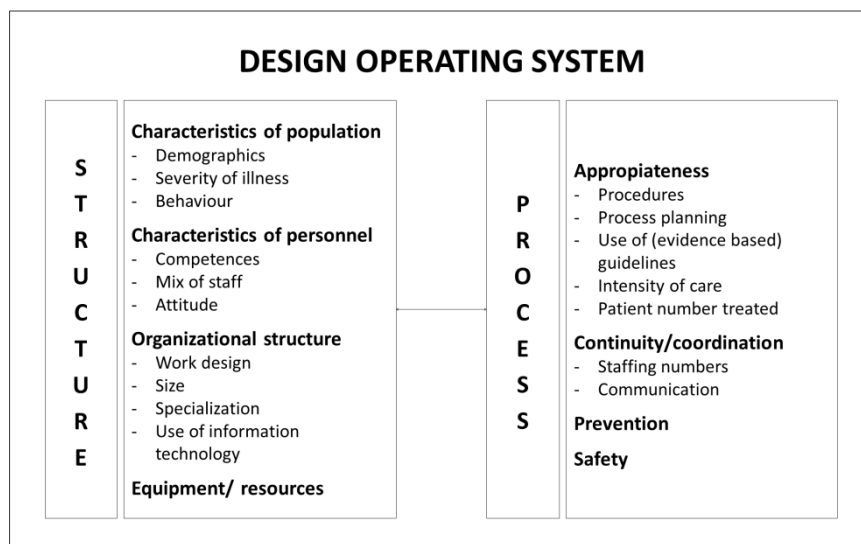 DESIGN OPERATING SYSTEM
STRUCTURE
Characteristics of population
- Demographics
- Severity of illness
- Behaviour
Characteristics of personnel
- Competences
- Mix of staff
- Attitude
Organizational structure
- Work design
- Size
- Specialization
- Use of information
technology
Equipment/ resources
PROCESS
Appropiateness
- Procedures
- Process planning
- Use of (evidence based)
guidelines
- Intensity of care
- Patient number treated
Continuity/coordination
- Staffing numbers
- Communication
Prevention
Safety